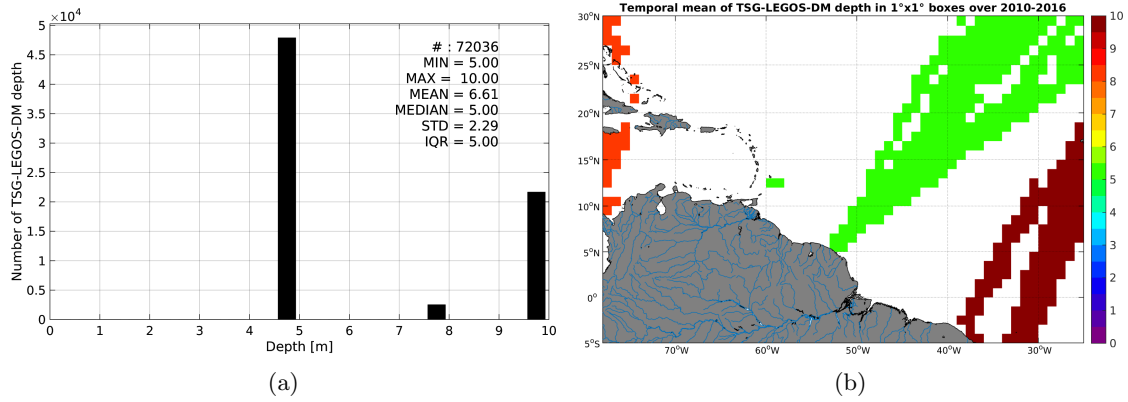 ×10⁴
5
4.5
4
3.5
3
2.5
2
1.5
1
0.5
0
Number of TSG-LEGOS-DM depth
# : 72036
MIN = 5.00
MAX = 10.00
MEAN = 6.61
MEDIAN = 5.00
STD = 2.29
IQR = 5.00
0 1 2 3 4 5 6 7 8 9 10
Depth [m]
(a)
Temporal mean of TSG-LEGOS-DM depth in 1°x1° boxes over 2010-2016
30°N
25°N
20°N
15°N
10°N
5°N
0°
5°S
70°W 60°W 50°W 40°W 30°W
10
9
8
7
6
5
4
3
2
1
0
(b)